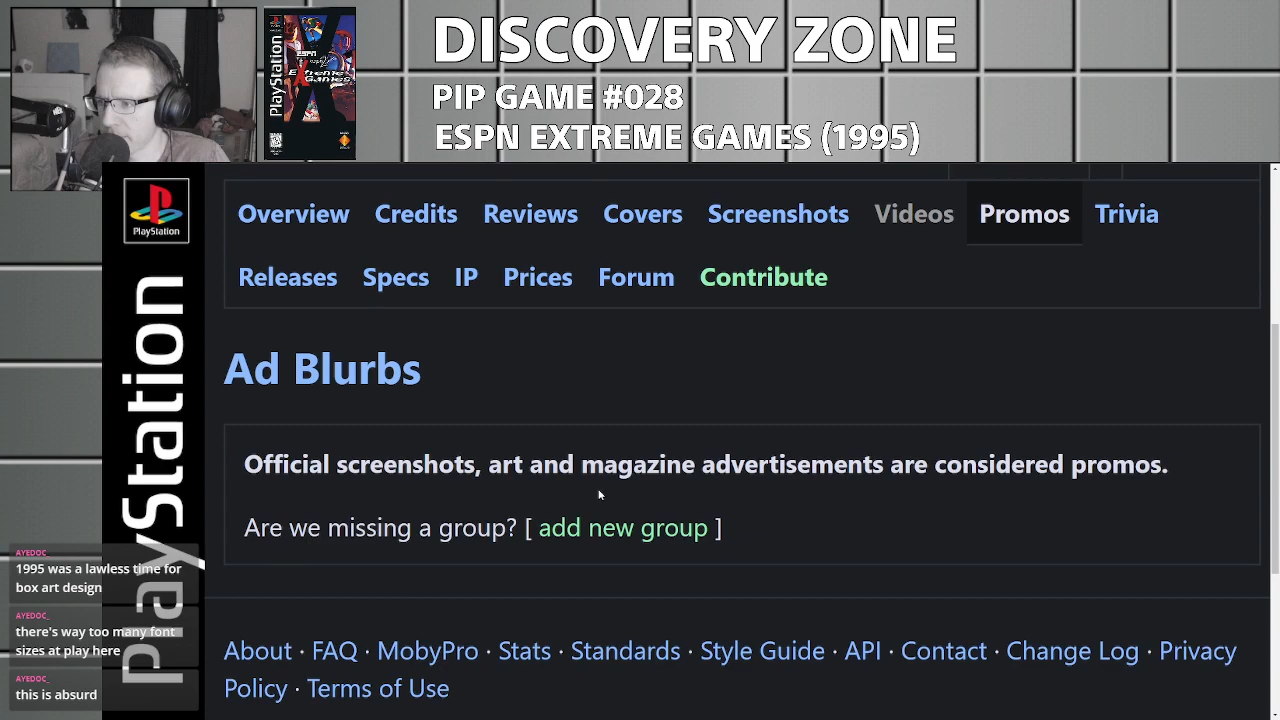 DISCOVERY ZONE
PIP GAME #028
ESPN EXTREME GAMES (1995)
PlayStation
ESPN
Extreme
Games
PlayStation
PlayStation
Overview Credits Reviews Covers Screenshots Videos Promos Trivia
Releases Specs IP Prices Forum Contribute
Ad Blurbs
Official screenshots, art and magazine advertisements are considered promos.
Are we missing a group? [ add new group ]
About · FAQ · MobyPro · Stats · Standards · Style Guide · API · Contact · Change Log · Privacy
Policy · Terms of Use
AYEDOC_
1995 was a lawless time for
box art design
AYEDOC_
there's way too many font
sizes at play here
AYEDOC_
this is absurd